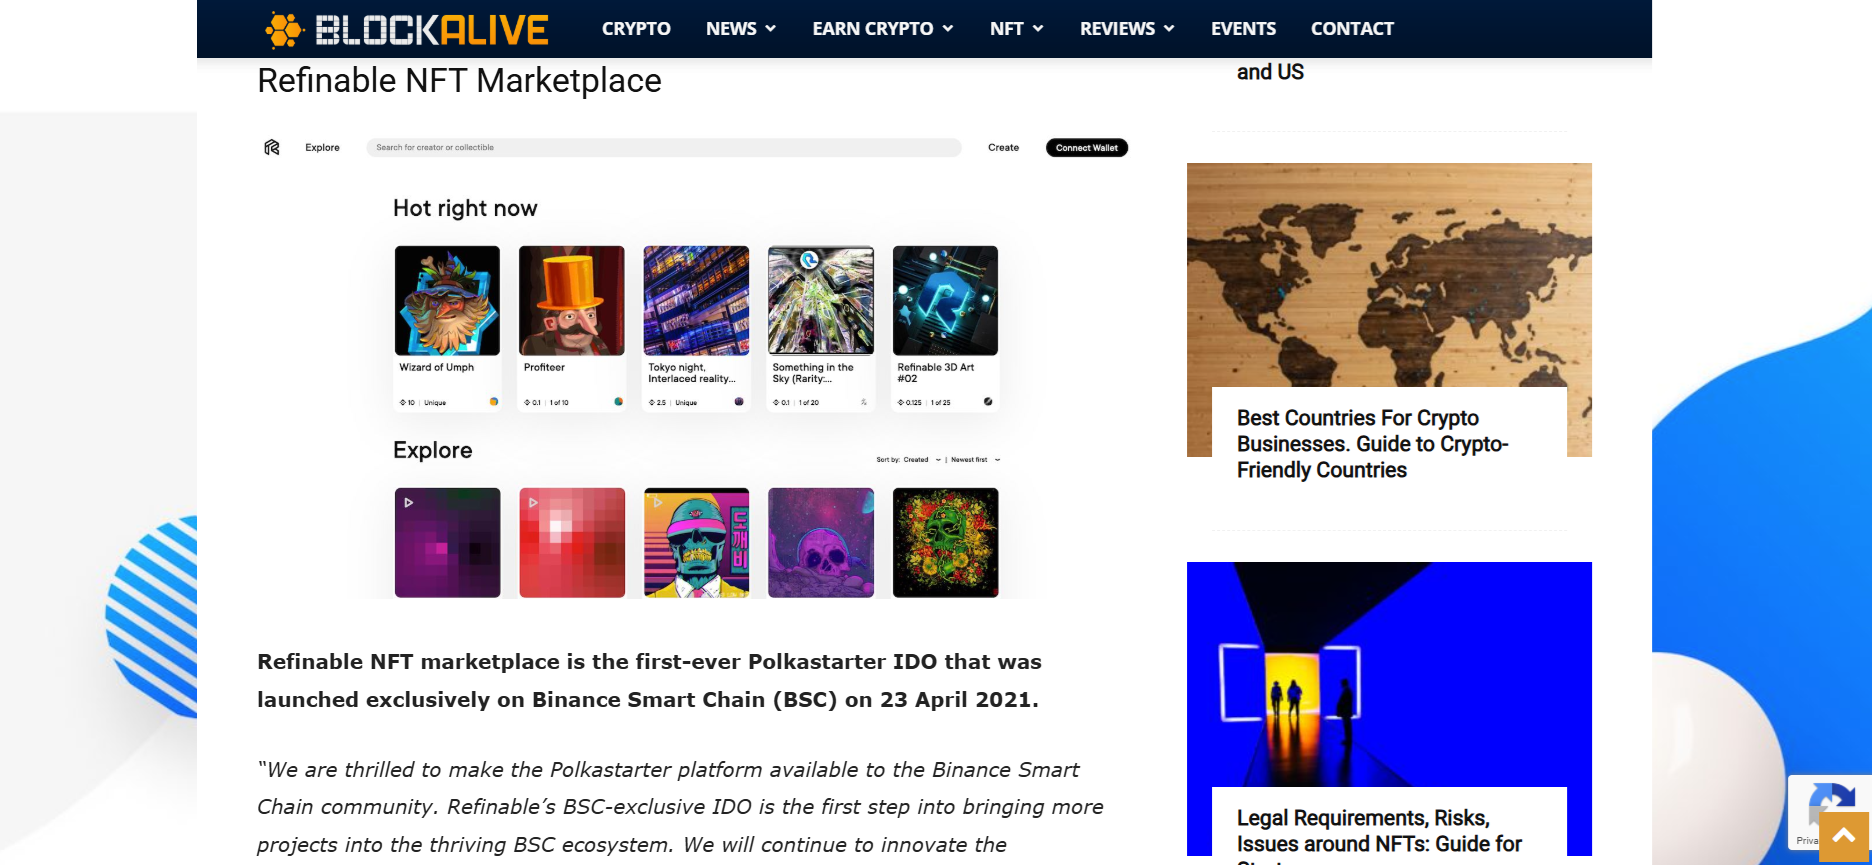 BLOCKALIVE
CRYPTO NEWS EARN CRYPTO NFT REVIEWS EVENTS CONTACT
Refinable NFT Marketplace
Explore Search for creator or collectible Create Connect Wallet
Hot right now
Wizard of Umph
10 | Unique
Profiteer
0.1 | 1 of 10
Tokyo night,
Interlaced reality...
2.5 | Unique
Something in the
Sky (Rarity:...
0.1 | 1 of 20
Refinable 3D Art
#02
0.125 | 1 of 25
Explore
Sort by: Created | Newest first
도깨비
Refinable NFT marketplace is the first-ever Polkastarter IDO that was
launched exclusively on Binance Smart Chain (BSC) on 23 April 2021.
“We are thrilled to make the Polkastarter platform available to the Binance Smart
Chain community. Refinable’s BSC-exclusive IDO is the first step into bringing more
projects into the thriving BSC ecosystem. We will continue to innovate the
and US
Best Countries For Crypto
Businesses. Guide to Crypto-
Friendly Countries
Legal Requirements, Risks,
Issues around NFTs: Guide for